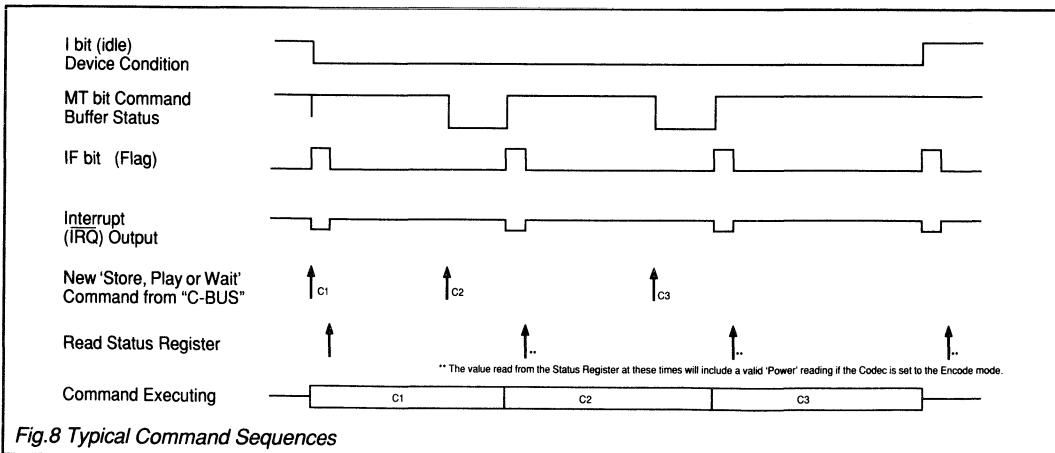 I bit (idle)
Device Condition
MT bit Command
Buffer Status
IF bit (Flag)
Interrupt
(IRQ) Output
New 'Store, Play or Wait'
Command from "C-BUS"
C1
C2
C3
Read Status Register
**
**
**
** The value read from the Status Register at these times will include a valid 'Power' reading if the Codec is set to the Encode mode.
Command Executing
C1
C2
C3
Fig.8 Typical Command Sequences